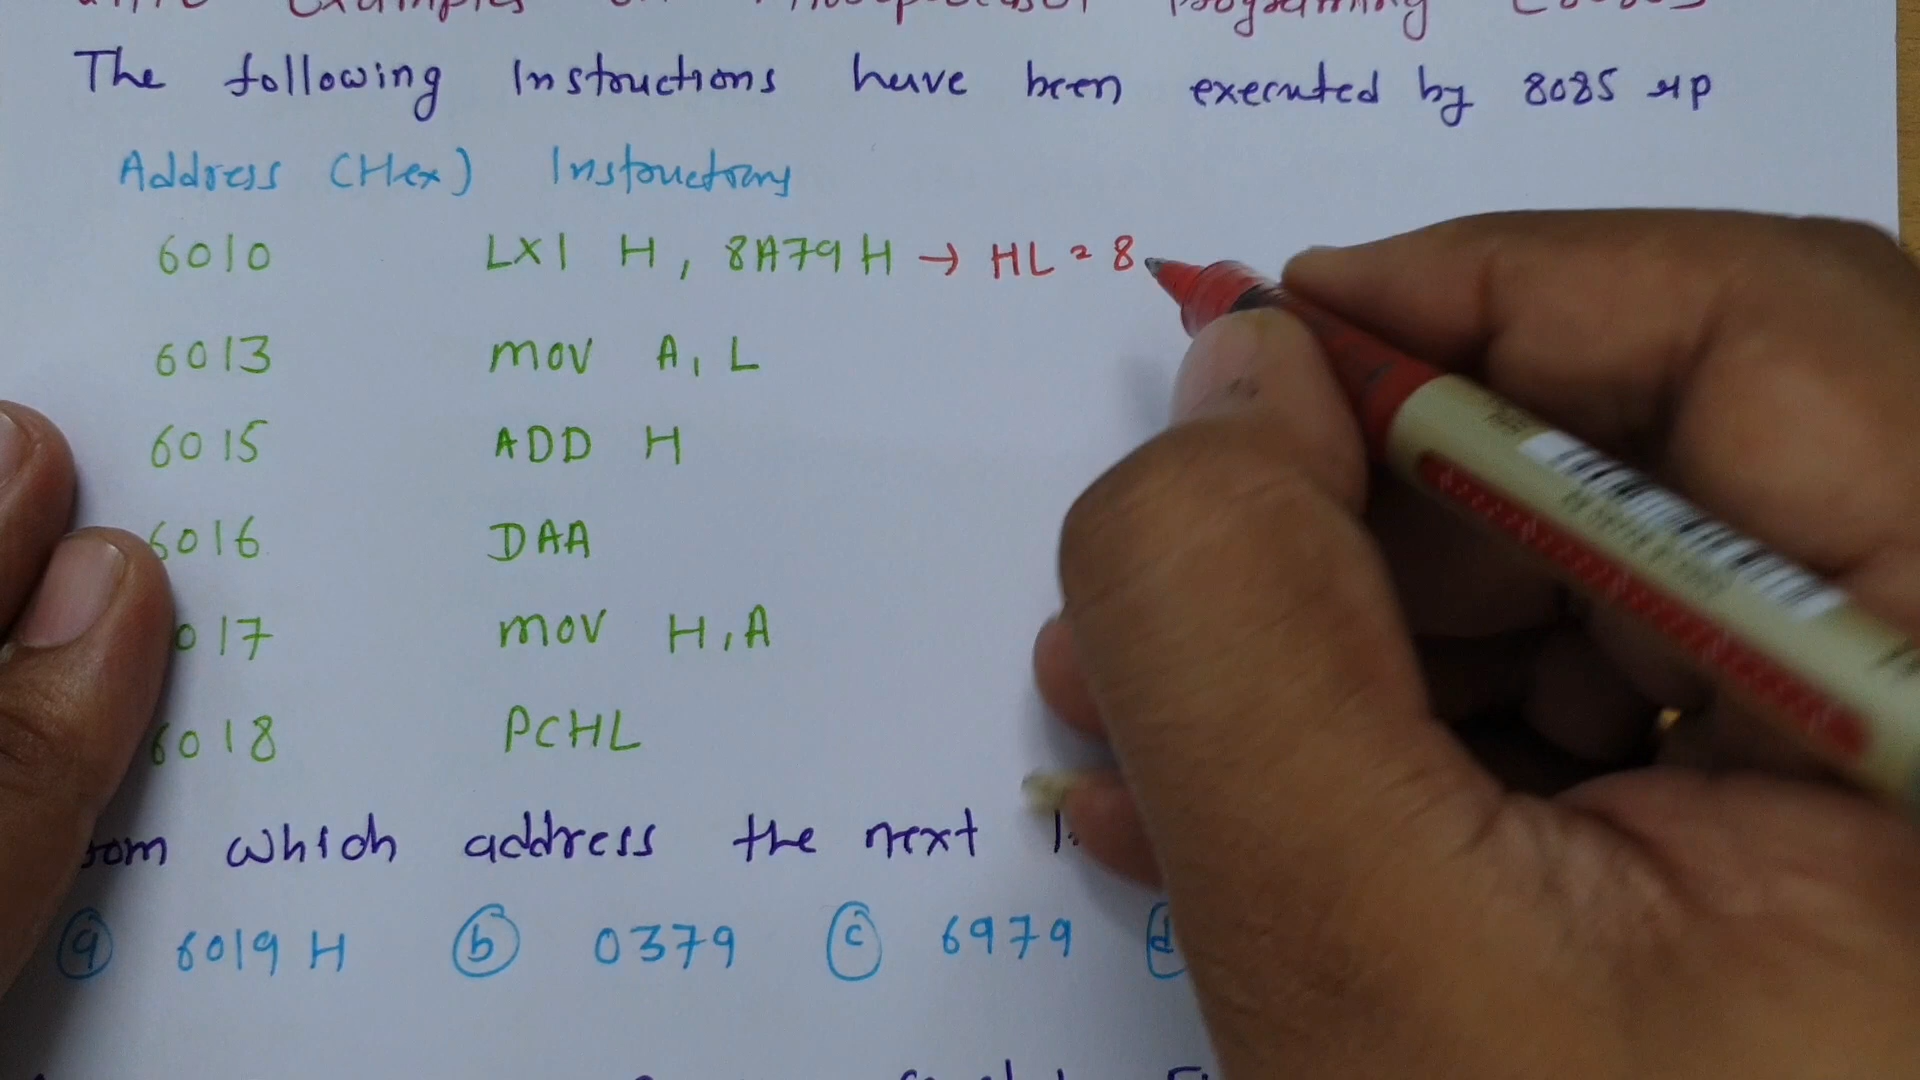 The following Instructions have been executed by 8085 μp
Address (Hex) Instructions
6010 LXI H, 8A79H → HL = 8
6013 MOV A, L
6015 ADD H
6016 DAA
017 MOV H, A
6018 PCHL
which address the next
a 6019 H b 0379 c 6979 d